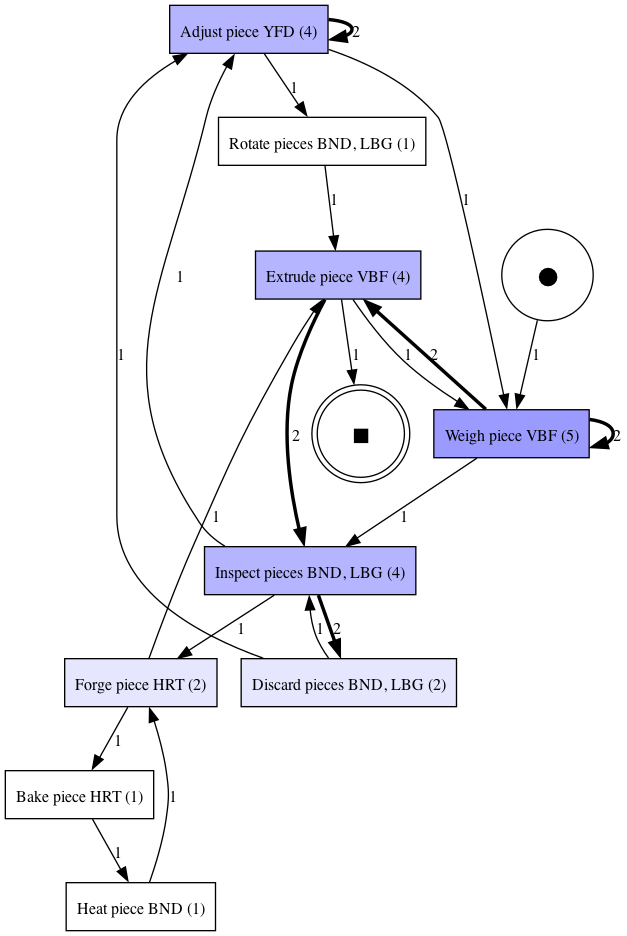 Adjust piece YFD (4)
2
1
Rotate pieces BND, LBG (1)
1
1
Extrude piece VBF (4)
1
1
1
1
2
1
2
Weigh piece VBF (5)
2
1
1
Inspect pieces BND, LBG (4)
1
1
2
Forge piece HRT (2)
Discard pieces BND, LBG (2)
1
Bake piece HRT (1)
1
1
Heat piece BND (1)